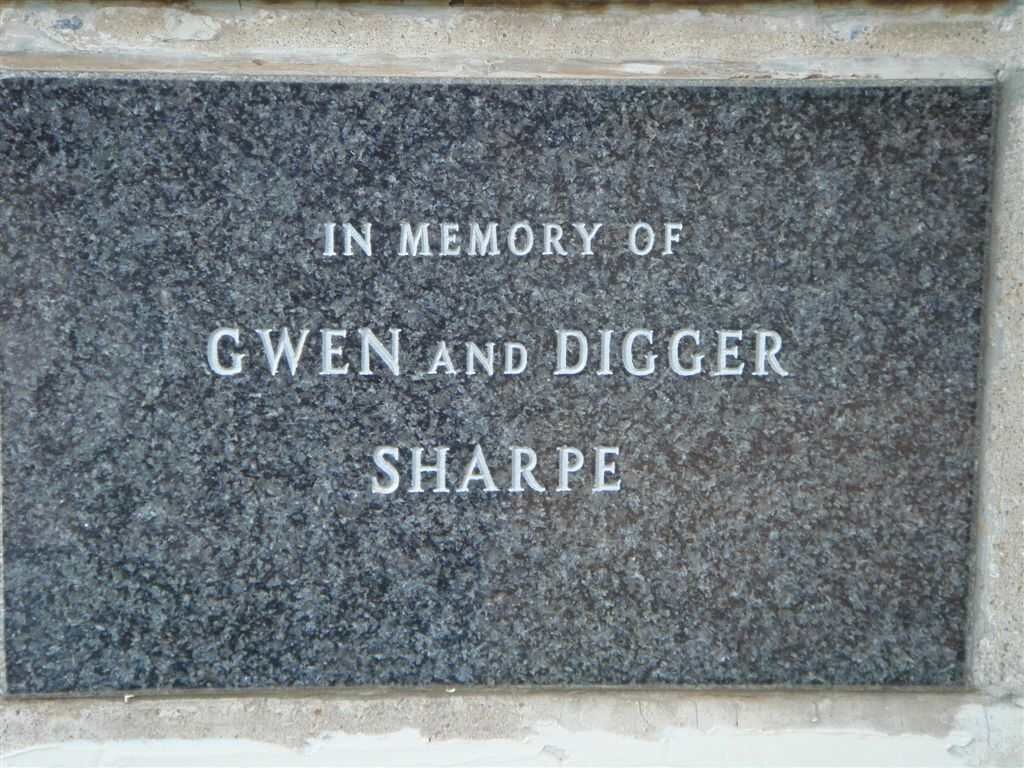 IN MEMORY OF
GWEN AND DIGGER
SHARPE